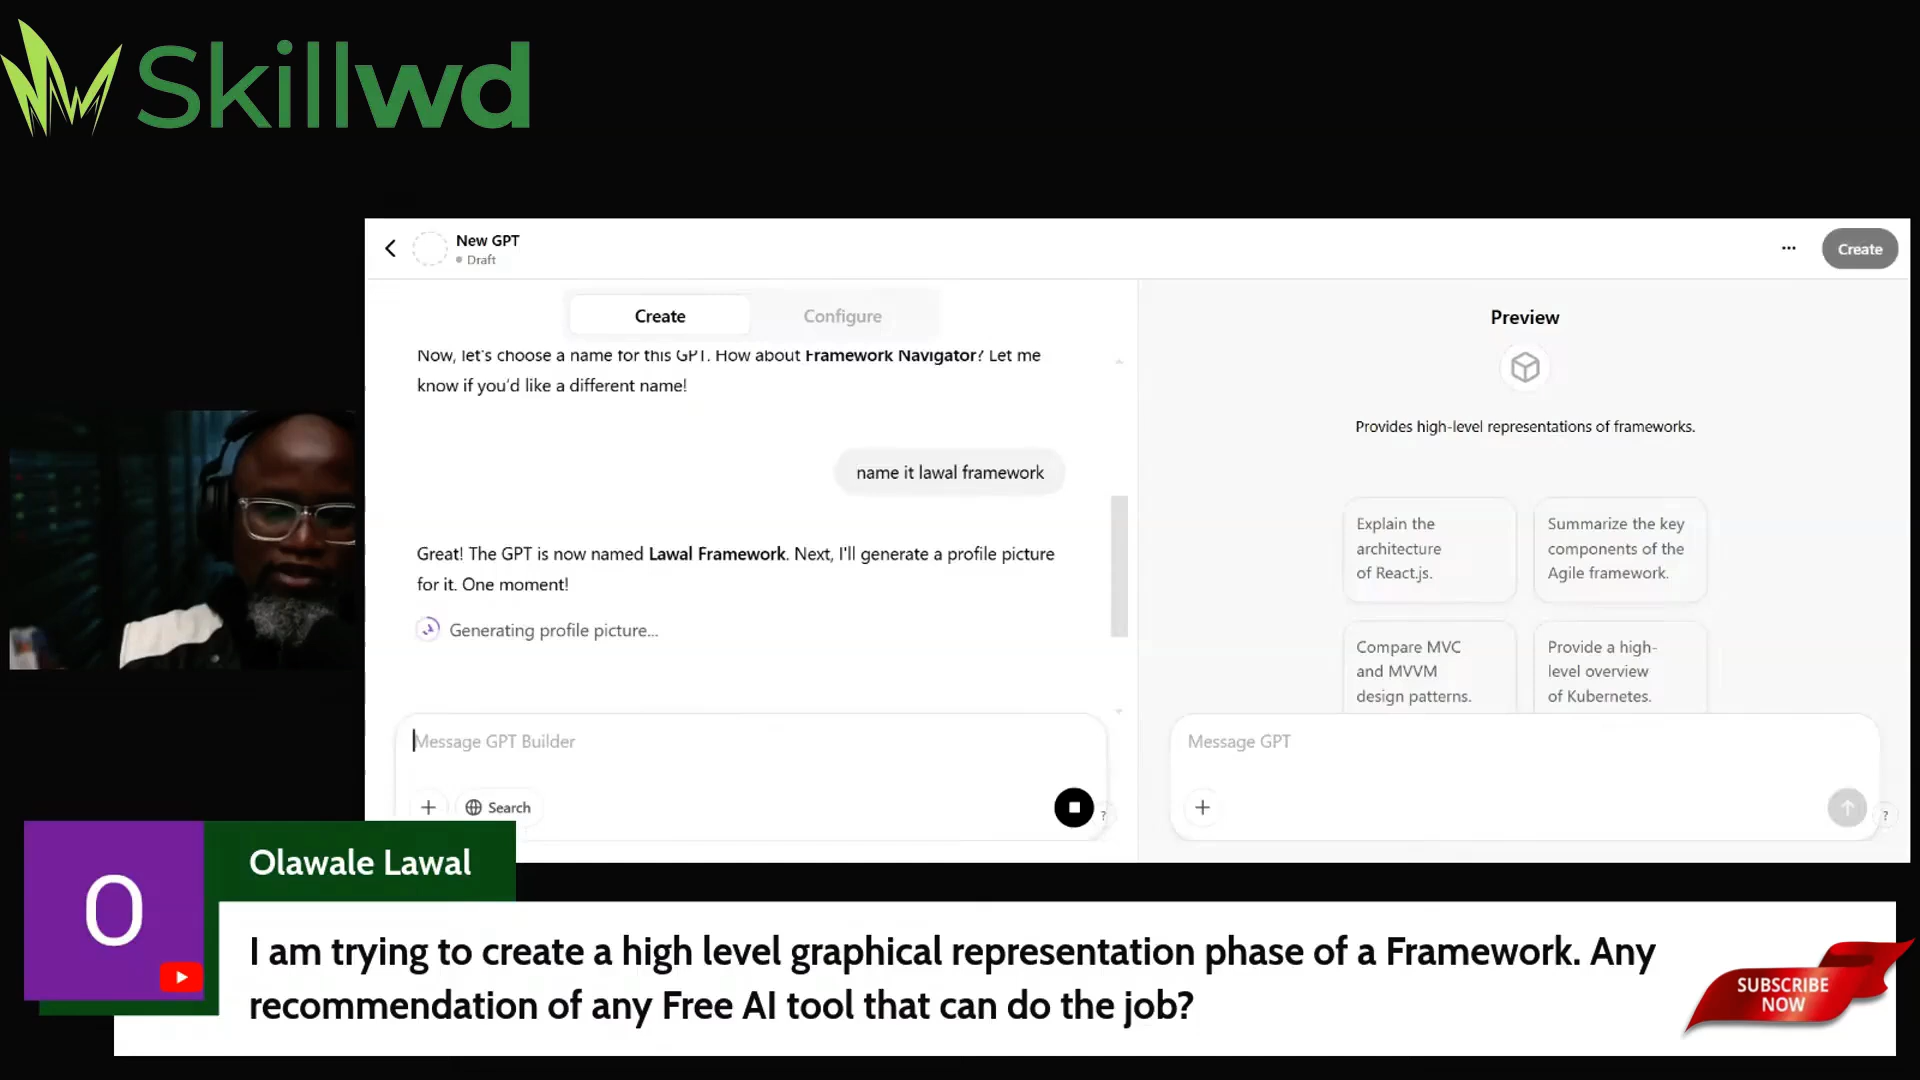 Skillwd
New GPT
Draft
Create
Create
Configure
Now, let's choose a name for this GPT. How about Framework Navigator? Let me
know if you'd like a different name!
name it lawal framework
Great! The GPT is now named Lawal Framework. Next, I'll generate a profile picture
for it. One moment!
Generating profile picture...
Message GPT Builder
Search
?
Preview
Provides high-level representations of frameworks.
Explain the
architecture
of React.js.
Summarize the key
components of the
Agile framework.
Compare MVC
and MVVM
design patterns.
Provide a high-
level overview
of Kubernetes.
Message GPT
?
O
Olawale Lawal
I am trying to create a high level graphical representation phase of a Framework. Any
recommendation of any Free AI tool that can do the job?
SUBSCRIBE
NOW